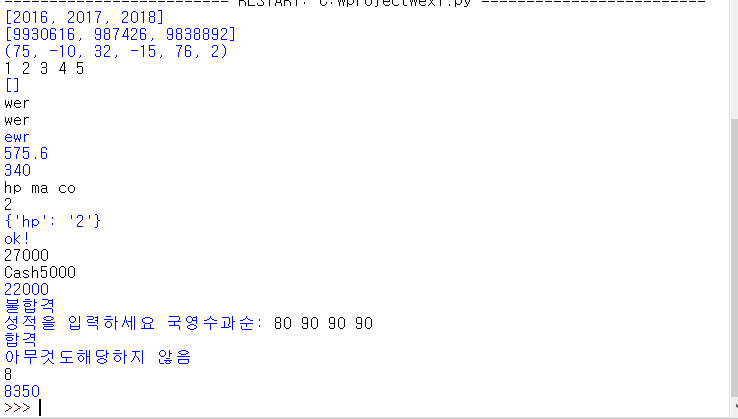 ========================= RESTART: C:\project\ex1.py =========================
[2016, 2017, 2018]
[9930616, 987426, 9838892]
(75, -10, 32, -15, 76, 2)
1 2 3 4 5
[]
wer
wer
ewr
575.6
340
hp ma co
2
{'hp': '2'}
ok!
27000
Cash5000
22000
불합격
성적을 입력하세요 국영수과순: 80 90 90 90
합격
아무것도해당하지 않음
8
8350
>>>